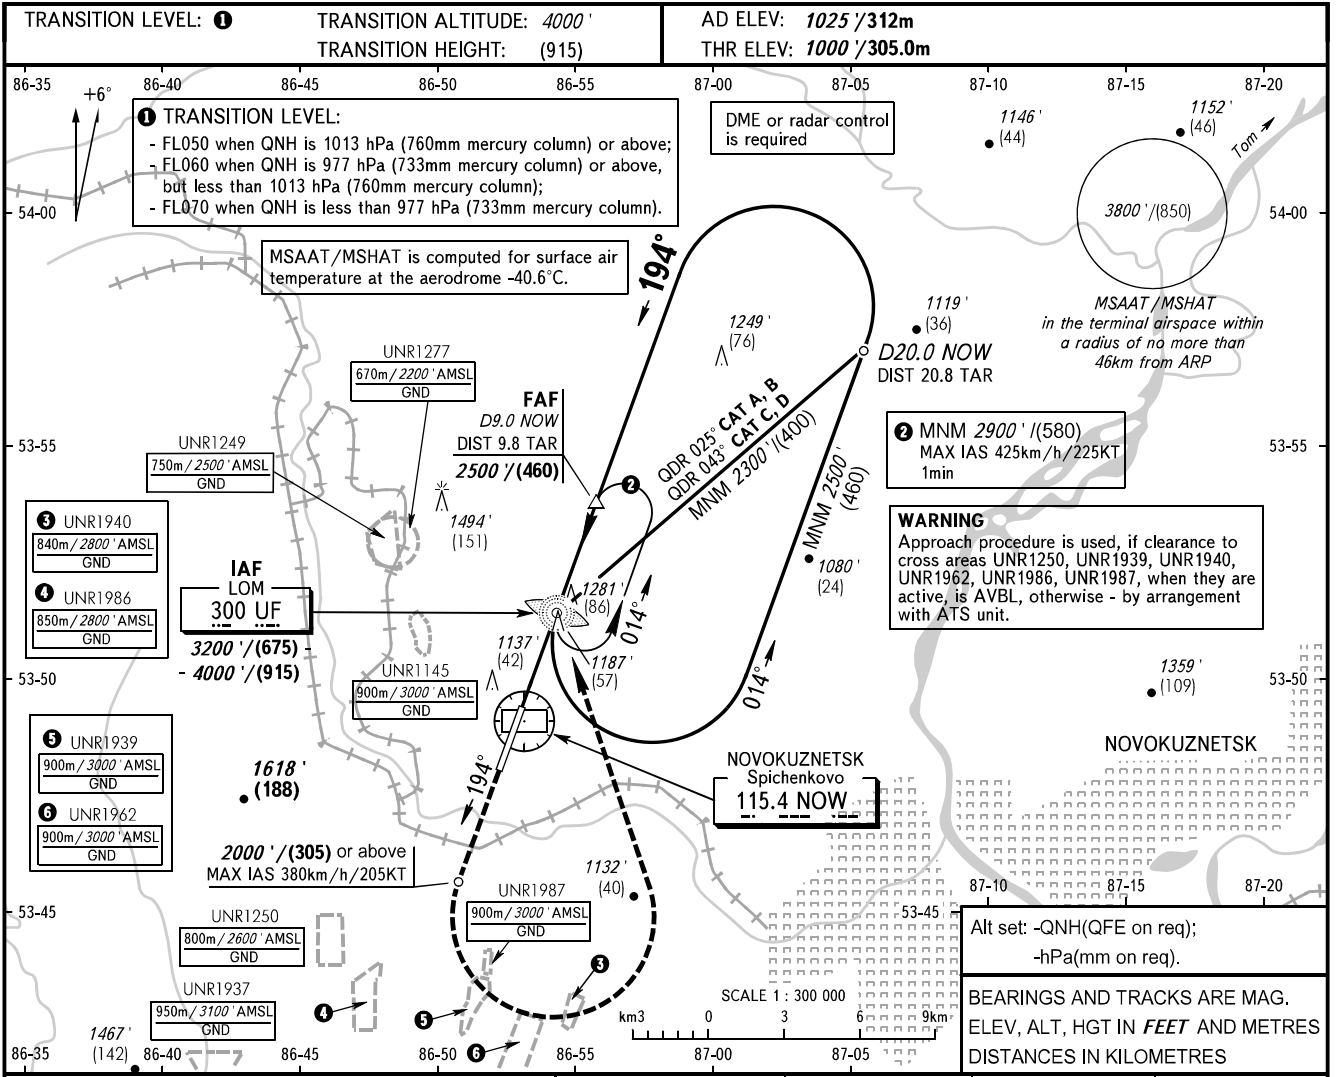 TRANSITION LEVEL: ❶
TRANSITION ALTITUDE: 4000 '
TRANSITION HEIGHT: (915)
AD ELEV: 1025 '/312m
THR ELEV: 1000 '/305.0m
86-35
86-40
86-45
86-50
86-55
87-00
87-05
87-10
87-15
87-20
+6°
❶ TRANSITION LEVEL:
- FL050 when QNH is 1013 hPa (760mm mercury column) or above;
- FL060 when QNH is 977 hPa (733mm mercury column) or above,
but less than 1013 hPa (760mm mercury column);
- FL070 when QNH is less than 977 hPa (733mm mercury column).
DME or radar control
is required
1146 '
(44)
1152 '
(46)
Tom
54-00
54-00
3800 '/(850)
MSAAT/MSHAT is computed for surface air
temperature at the aerodrome -40.6°C.
194°
MSAAT/MSHAT
in the terminal airspace within
a radius of no more than
46km from ARP
1249 '
(76)
1119 '
(36)
D20.0 NOW
DIST 20.8 TAR
UNR1277
670m/2200 'AMSL
GND
FAF
D9.0 NOW
DIST 9.8 TAR
2500 '/(460)
QDR 025° CAT A, B
QDR 043° CAT C, D
MNM 2300 '/(400)
❷ MNM 2900 '/(580)
MAX IAS 425km/h/225KT
1min
53-55
53-55
UNR1249
750m/2500 'AMSL
GND
❷
MNM 2500 '
(460)
1494 '
(151)
❸ UNR1940
840m/2800 'AMSL
GND
❹ UNR1986
850m/2800 'AMSL
GND
WARNING
Approach procedure is used, if clearance to
cross areas UNR1250, UNR1939, UNR1940,
UNR1962, UNR1986, UNR1987, when they are
active, is AVBL, otherwise - by arrangement
with ATS unit.
IAF
LOM
300 UF
3200 '/(675) -
- 4000 '/(915)
1080 '
(24)
1281 '
(86)
014°
1137 '
(42)
1187 '
(57)
014°
UNR1145
900m/3000 'AMSL
GND
53-50
53-50
1359 '
(109)
❺ UNR1939
900m/3000 'AMSL
GND
❻ UNR1962
900m/3000 'AMSL
GND
1618 '
(188)
194°
NOVOKUZNETSK
Spichenkovo
115.4 NOW
NOVOKUZNETSK
2000 '/(305) or above
MAX IAS 380km/h/205KT
1132 '
(40)
UNR1987
900m/3000 'AMSL
GND
87-10
87-15
87-20
53-45
53-45
UNR1250
800m/2600 'AMSL
GND
UNR1937
950m/3100 'AMSL
GND
❸
❹
❺
❻
1467 '
(142)
SCALE 1 : 300 000
km3 0 3 6 9km
Alt set: -QNH(QFE on req);
-hPa(mm on req).
BEARINGS AND TRACKS ARE MAG.
ELEV, ALT, HGT IN FEET AND METRES
DISTANCES IN KILOMETRES
86-35
86-40
86-45
86-50
86-55
87-00
87-05